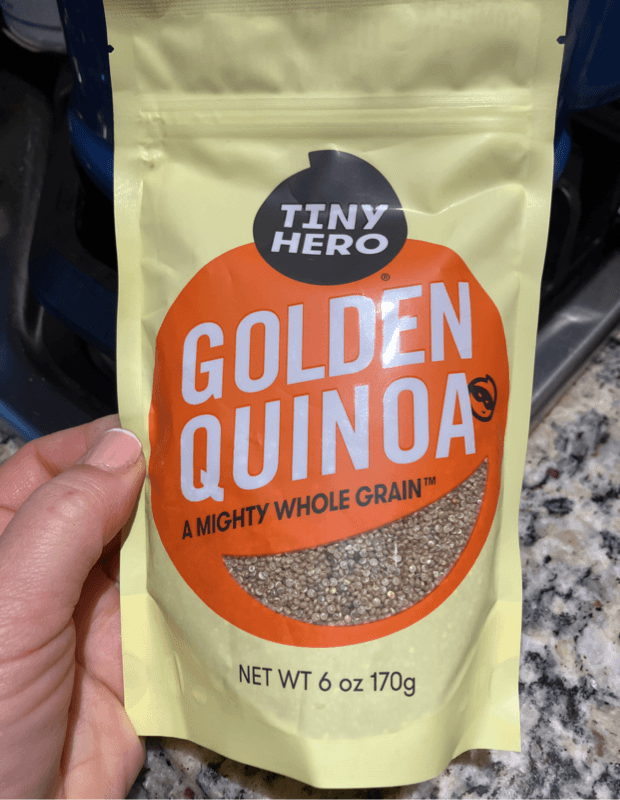 TINY
HERO
®
GOLDEN
QUINOA
A MIGHTY WHOLE GRAIN™
NET WT 6 oz 170g